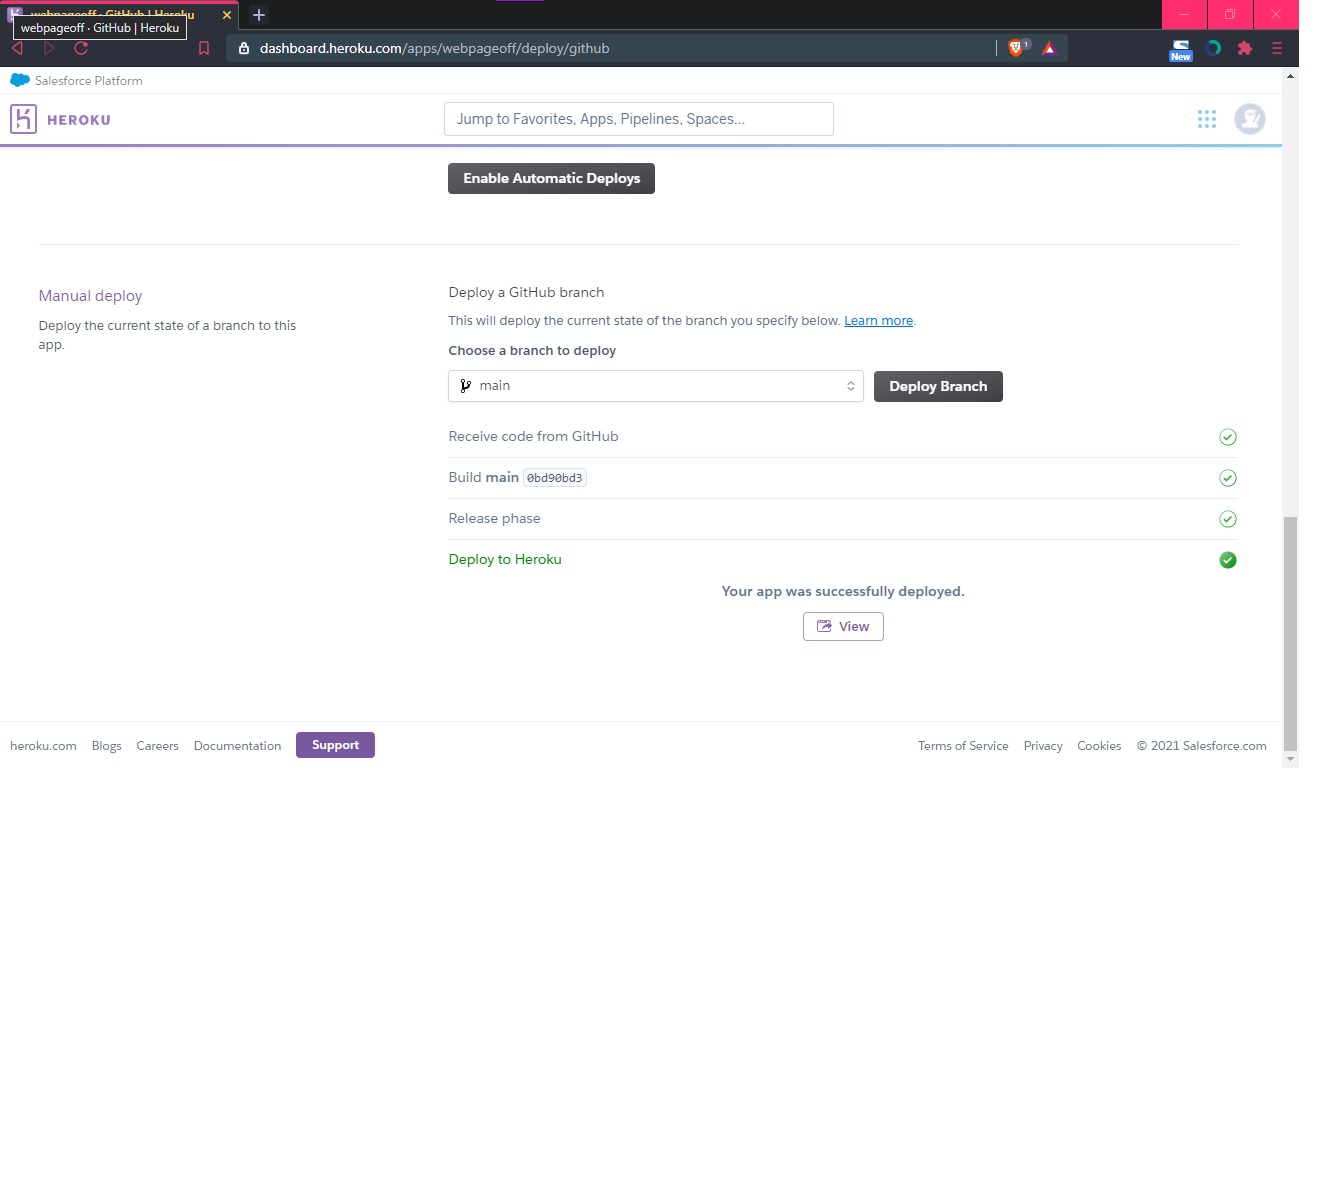 webpageoff · GitHub | Heroku
webpageoff · GitHub | Heroku
dashboard.heroku.com/apps/webpageoff/deploy/github
1
New
Salesforce Platform
HEROKU
Jump to Favorites, Apps, Pipelines, Spaces...
Enable Automatic Deploys
Manual deploy
Deploy the current state of a branch to this
app.
Deploy a GitHub branch
This will deploy the current state of the branch you specify below. Learn more.
Choose a branch to deploy
main
Deploy Branch
Receive code from GitHub
Build main 0bd90bd3
Release phase
Deploy to Heroku
Your app was successfully deployed.
View
heroku.com Blogs Careers Documentation Support
Terms of Service Privacy Cookies © 2021 Salesforce.com